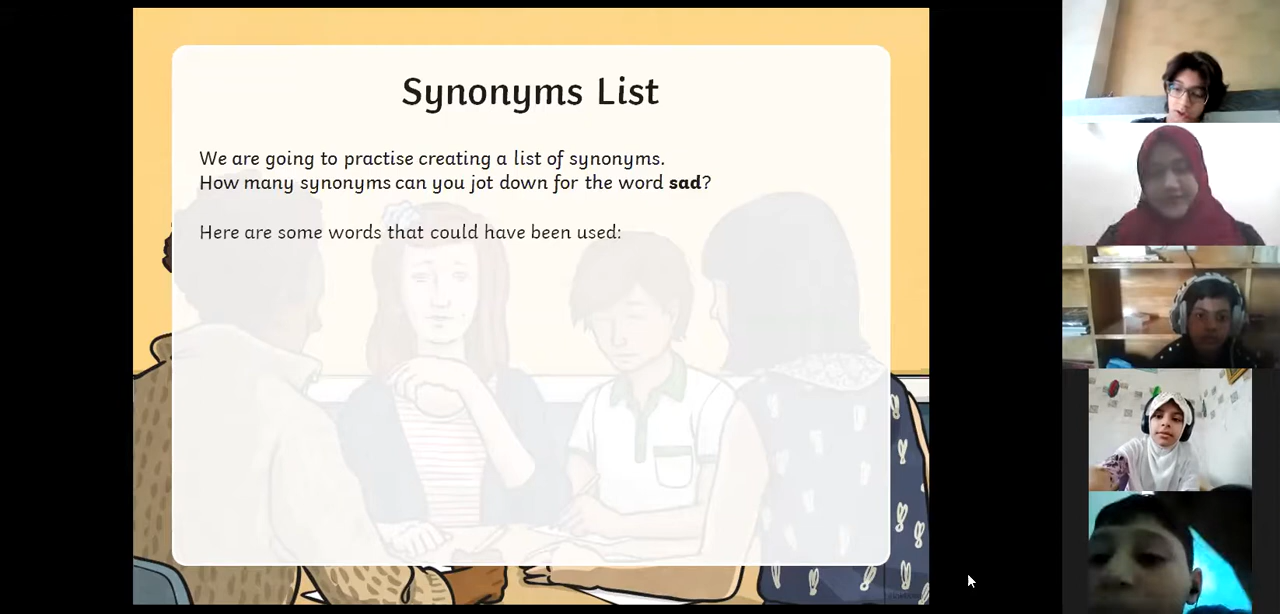 Synonyms List
We are going to practise creating a list of synonyms.
How many synonyms can you jot down for the word sad?
Here are some words that could have been used: